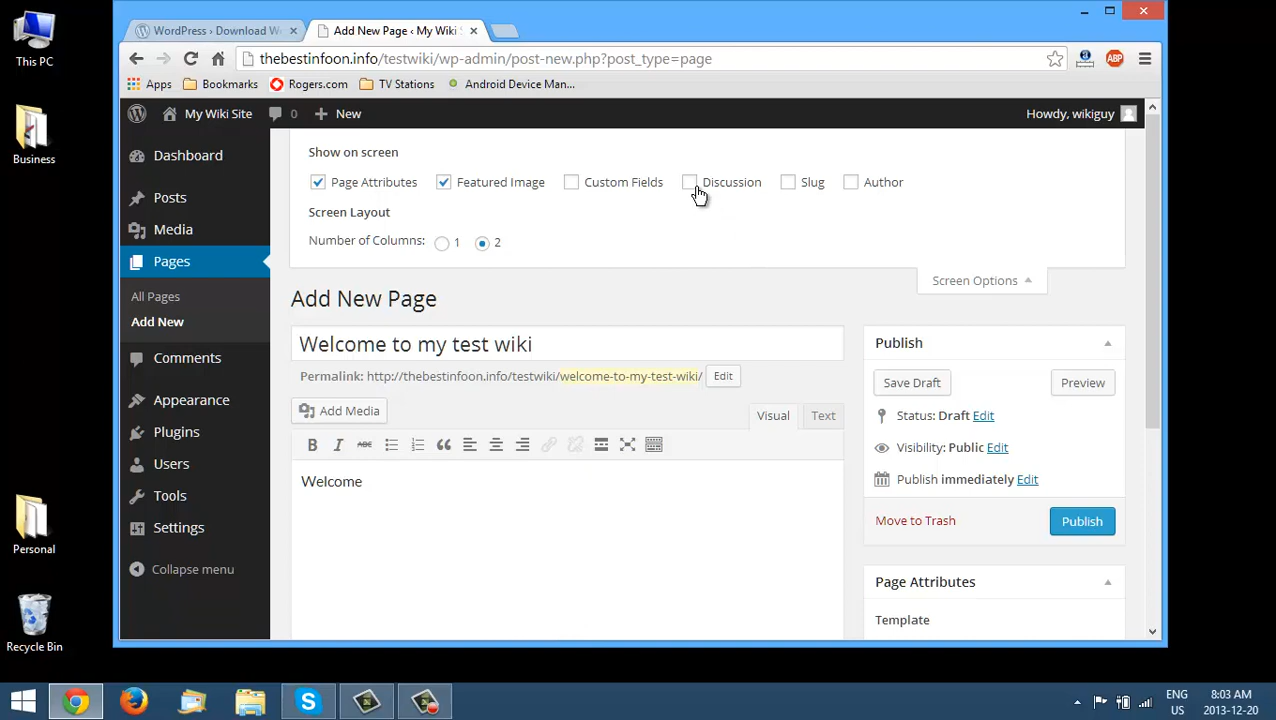 This PC
Business
Personal
Recycle Bin
WordPress › Download W
Add New Page ‹ My Wiki
thebestinfoon.info/testwiki/wp-admin/post-new.php?post_type=page
ABP
Apps
Bookmarks
Rogers.com
TV Stations
Android Device Man...
My Wiki Site
0
New
Howdy, wikiguy
Dashboard
Posts
Media
Pages
All Pages
Add New
Comments
Appearance
Plugins
Users
Tools
Settings
Collapse menu
Show on screen
Page Attributes
Featured Image
Custom Fields
Discussion
Slug
Author
Screen Layout
Number of Columns: 1 2
Screen Options
Add New Page
Welcome to my test wiki
Permalink: http://thebestinfoon.info/testwiki/welcome-to-my-test-wiki/ Edit
Add Media
Visual
Text
B I ABC
Welcome
Publish
Save Draft
Preview
Status: Draft Edit
Visibility: Public Edit
Publish immediately Edit
Move to Trash
Publish
Page Attributes
Template
ENG
US
8:03 AM
2013-12-20